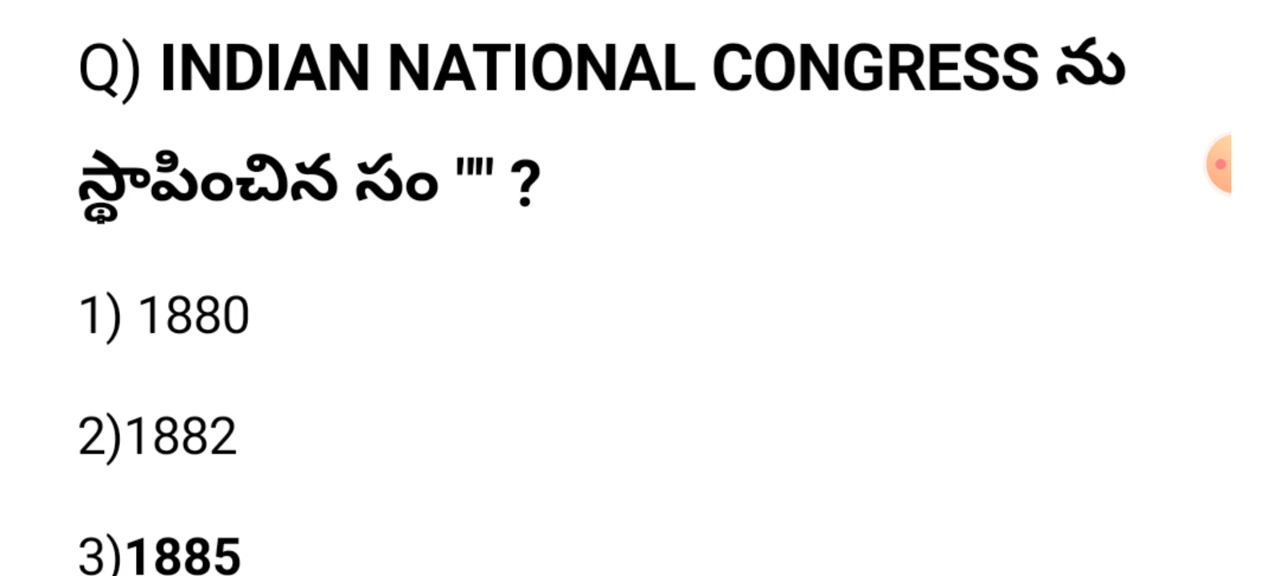 Q) INDIAN NATIONAL CONGRESS ను
స్థాపించిన సం """ ?
1) 1880
2)1882
3)1885